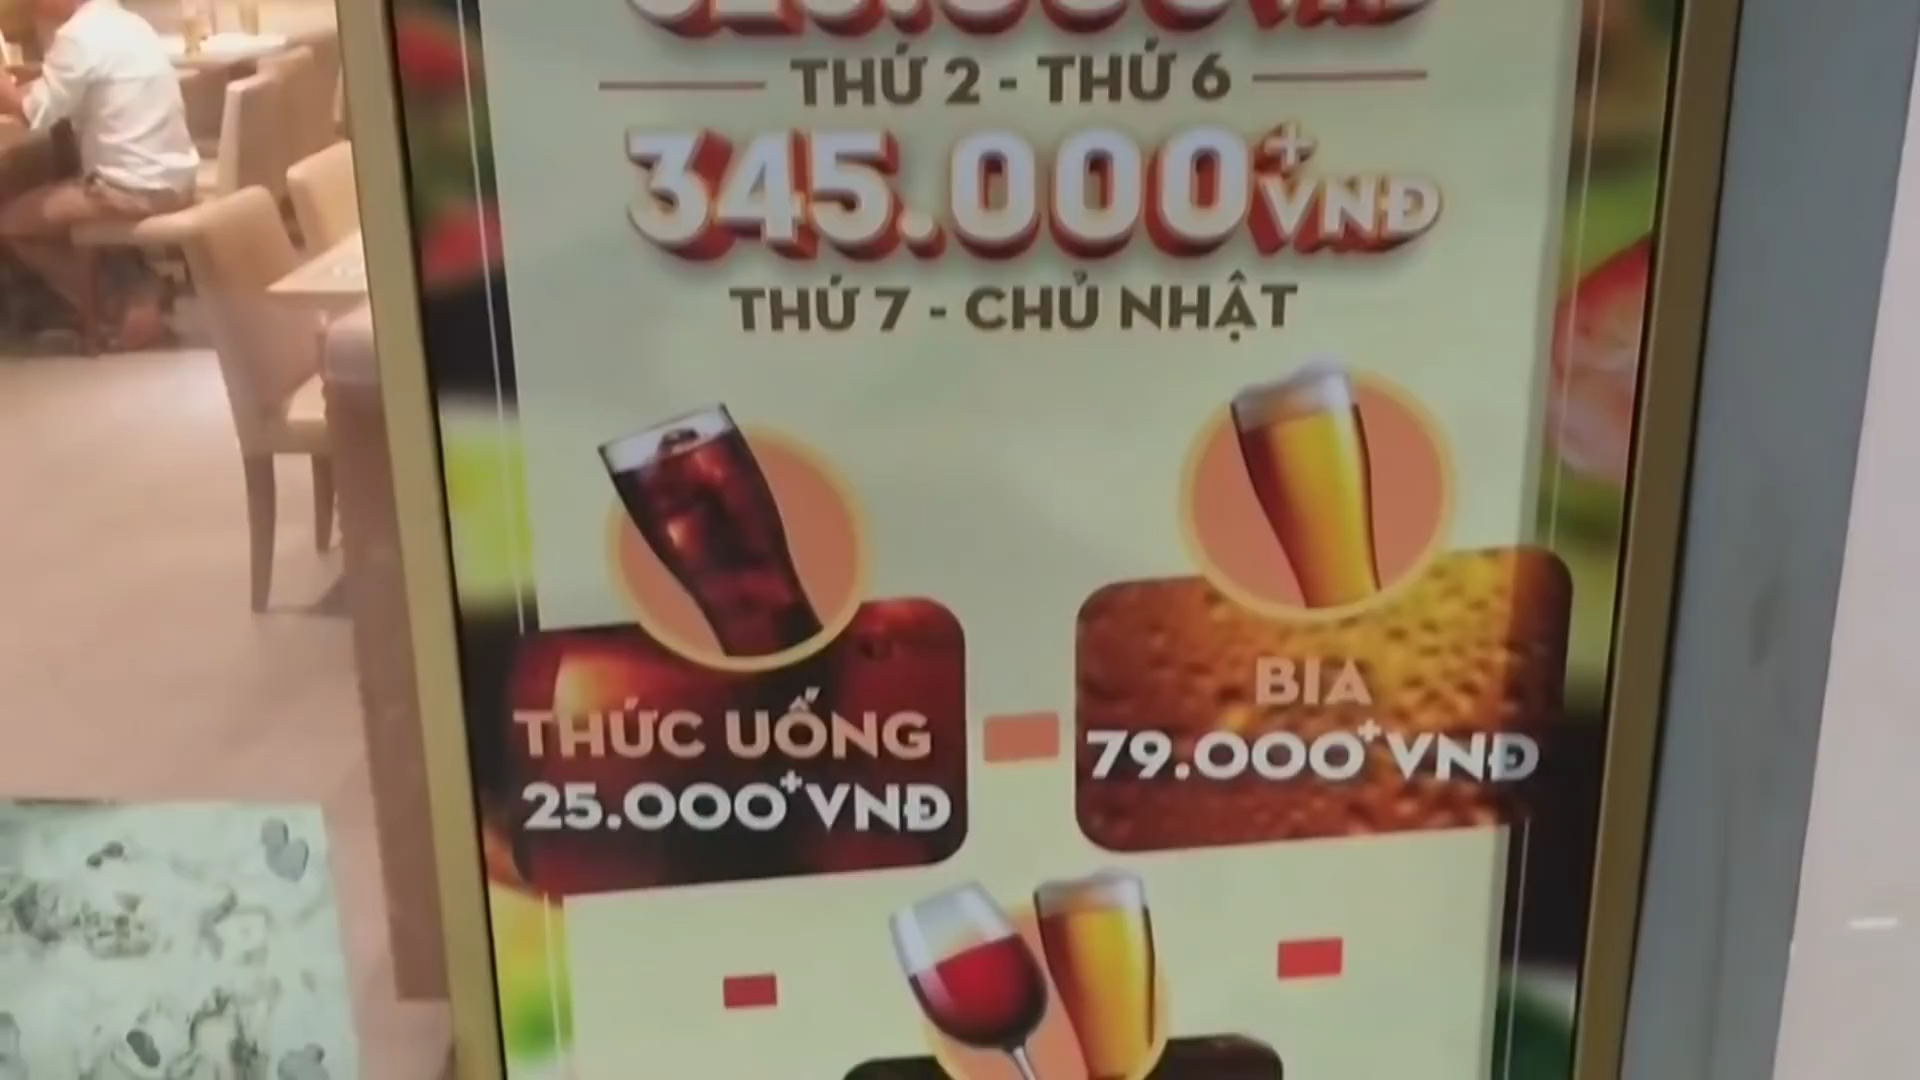 THỨ 2 - THỨ 6
345.000+ VNĐ
THỨ 7 - CHỦ NHẬT
THỨC UỐNG
25.000+ VNĐ
BIA
79.000+ VNĐ